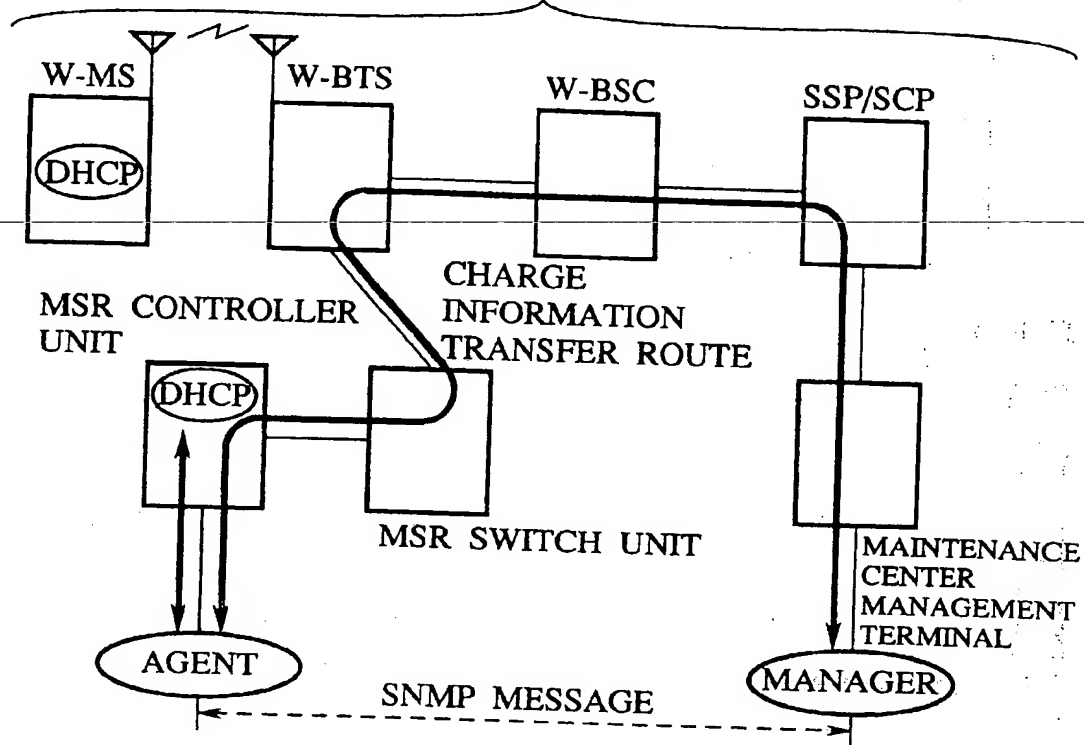 W-MS
W-BTS
W-BSC
SSP/SCP
DHCP
CHARGE
INFORMATION
TRANSFER ROUTE
MSR CONTROLLER
UNIT
DHCP
MSR SWITCH UNIT
MAINTENANCE
CENTER
MANAGEMENT
TERMINAL
AGENT
MANAGER
SNMP MESSAGE